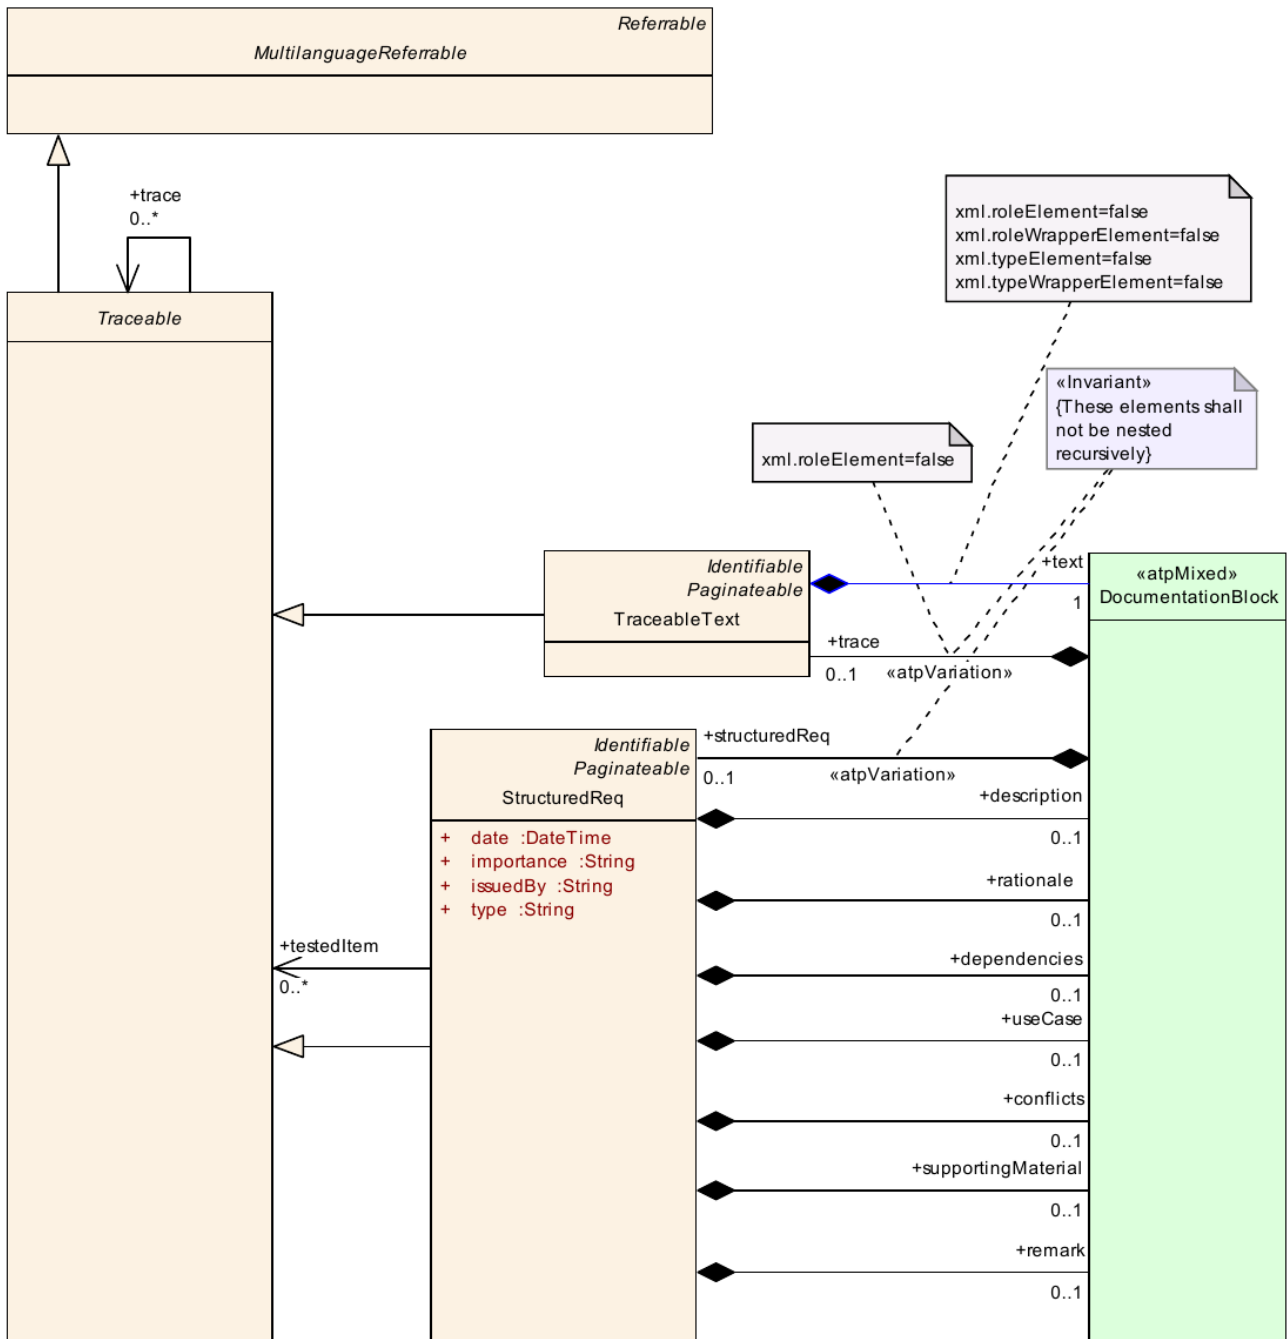 Referrable
MultilanguageReferrable
+trace
0..*
Traceable
xml.roleElement=false
xml.roleWrapperElement=false
xml.typeElement=false
xml.typeWrapperElement=false
«Invariant»
{These elements shall
not be nested
recursively}
xml.roleElement=false
Identifiable
Paginateable
TraceableText
+text
1
«atpMixed»
DocumentationBlock
+trace
0..1
«atpVariation»
Identifiable
Paginateable
StructuredReq
+ date :DateTime
+ importance :String
+ issuedBy :String
+ type :String
+structuredReq
0..1
«atpVariation»
+description
0..1
+rationale
0..1
+testedItem
0..*
+dependencies
0..1
+useCase
0..1
+conflicts
0..1
+supportingMaterial
0..1
+remark
0..1